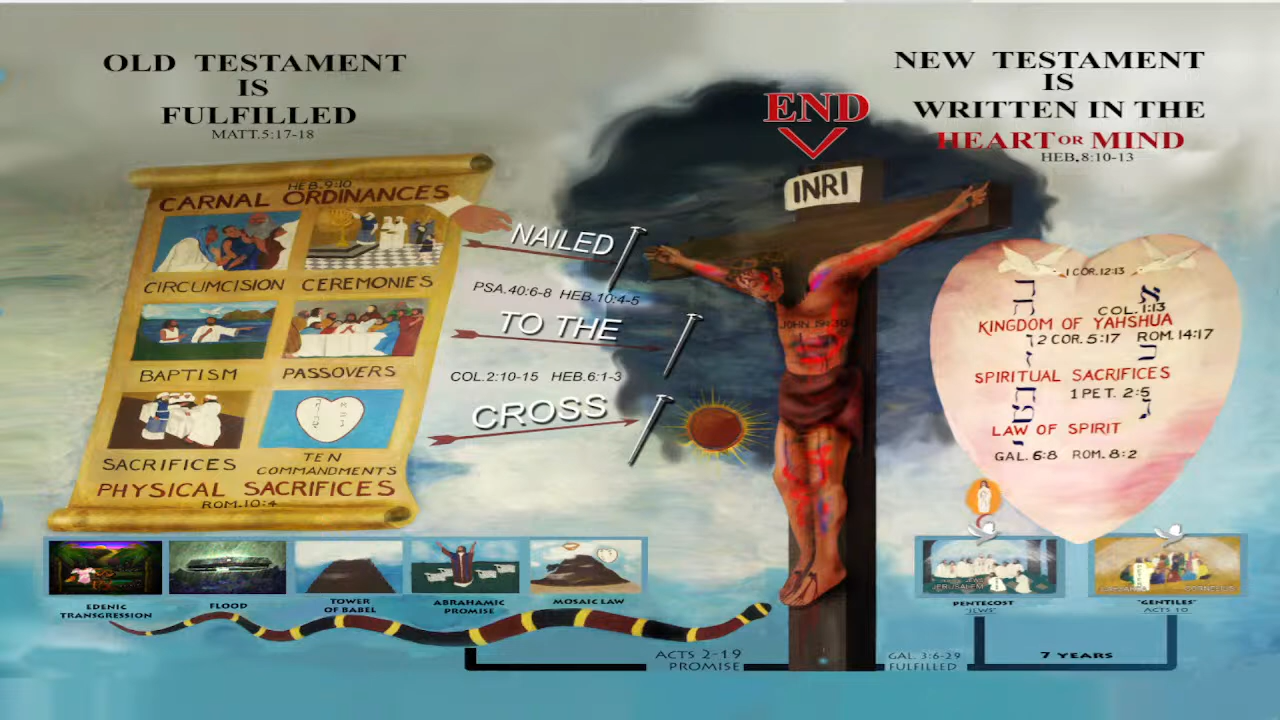 OLD TESTAMENT
IS
FULFILLED
MATT.5:17-18
HEB.9:10
CARNAL ORDINANCES
CIRCUMCISION CEREMONIES
BAPTISM PASSOVERS
SACRIFICES TEN
COMMANDMENTS
PHYSICAL SACRIFICES
ROM.10:4
NAILED
PSA.40:6-8 HEB.10:4-5
TO THE
COL.2:10-15 HEB.6:1-3
CROSS
END
INRI
NEW TESTAMENT
IS
WRITTEN IN THE
HEART OR MIND
HEB.8:10-13
1 COR.12:13
COL.1:13
KINGDOM OF YAHSHUA
2 COR.5:17 ROM.14:17
SPIRITUAL SACRIFICES
1 PET. 2:5
LAW OF SPIRIT
GAL. 6:8 ROM. 8:2
EDENIC
TRANSGRESSION
FLOOD
TOWER
OF BABEL
ABRAHAMIC
PROMISE
MOSAIC LAW
JERUSALEM
PENTECOST
"JEWS"
"GENTILES"
ACTS 10
ACTS 2-19
PROMISE
GAL. 3:6-29
FULFILLED
7 YEARS